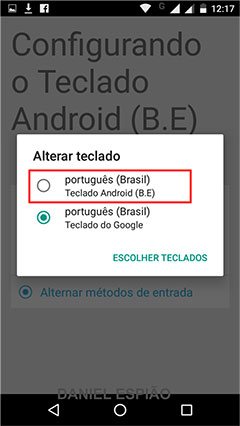 12:17
Configurando
o Teclado
Android (B.E)
Alterar teclado
português (Brasil)
Teclado Android (B.E)
português (Brasil)
Teclado do Google
ESCOLHER TECLADOS
Alternar métodos de entrada
DANIEL ESPIÃO